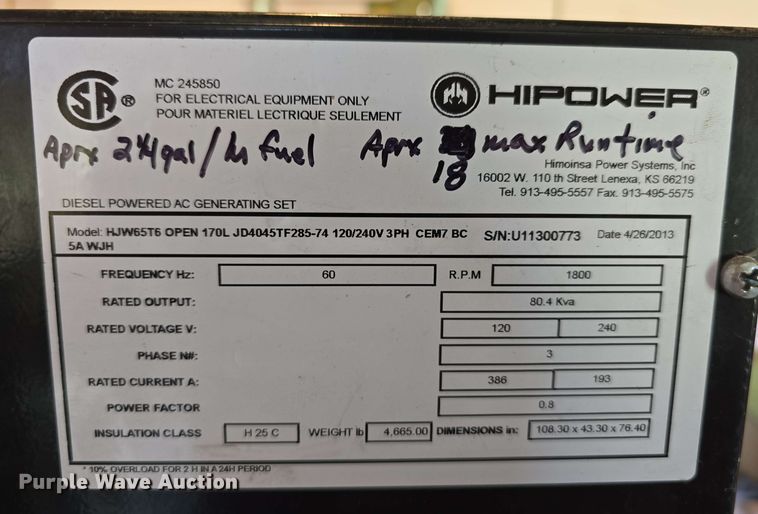 MC 245850
FOR ELECTRICAL EQUIPMENT ONLY
POUR MATERIEL LECTRIQUE SEULEMENT
SA ®
HIPOWER®
Aprx gal/hr fuel
Aprx 18 max Runtime
Himoinsa Power Systems, Inc
16002 W. 110 th Street Lenexa, KS 66219
Tel. 913-495-5557 Fax. 913-495-5575
DIESEL POWERED AC GENERATING SET
Model: HJW65T6 OPEN 170L JD4045TF285-74 120/240V 3PH CEM7 BC S/N:U11300773 Date 4/26/2013
5A WJH
FREQUENCY Hz: 60 R.P.M 1800
RATED OUTPUT: 80.4 Kva
RATED VOLTAGE V: 120 240
PHASE N#: 3
RATED CURRENT A: 386 193
POWER FACTOR 0.8
INSULATION CLASS H 25 C WEIGHT lb 4,665.00 DIMENSIONS in: 108.30 x 43.30 x 76.40
* 10% OVERLOAD FOR 2 H IN A 24H PERIOD
Purple Wave Auction